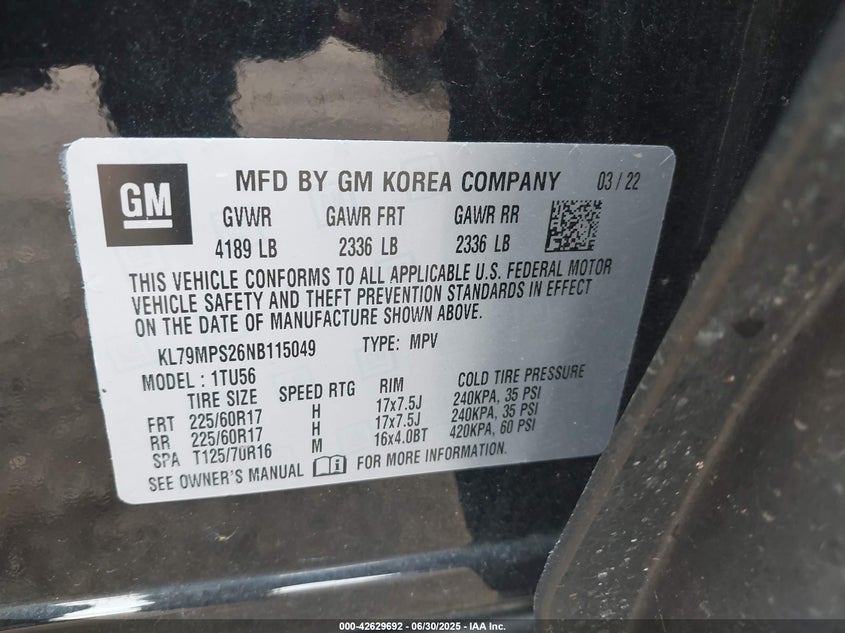 GM
MFD BY GM KOREA COMPANY 03 / 22
GVWR GAWR FRT GAWR RR
4189 LB 2336 LB 2336 LB
THIS VEHICLE CONFORMS TO ALL APPLICABLE U.S. FEDERAL MOTOR
VEHICLE SAFETY AND THEFT PREVENTION STANDARDS IN EFFECT
ON THE DATE OF MANUFACTURE SHOWN ABOVE.
KL79MPS26NB115049 TYPE: MPV
MODEL : 1TU56
TIRE SIZE SPEED RTG RIM COLD TIRE PRESSURE
FRT 225/60R17 H 17x7.5J 240KPA, 35 PSI
RR 225/60R17 H 17x7.5J 240KPA, 35 PSI
SPA T125/70R16 M 16x4.0BT 420KPA, 60 PSI
SEE OWNER'S MANUAL FOR MORE INFORMATION.
000-42629692 - 06/30/2025 - IAA Inc.